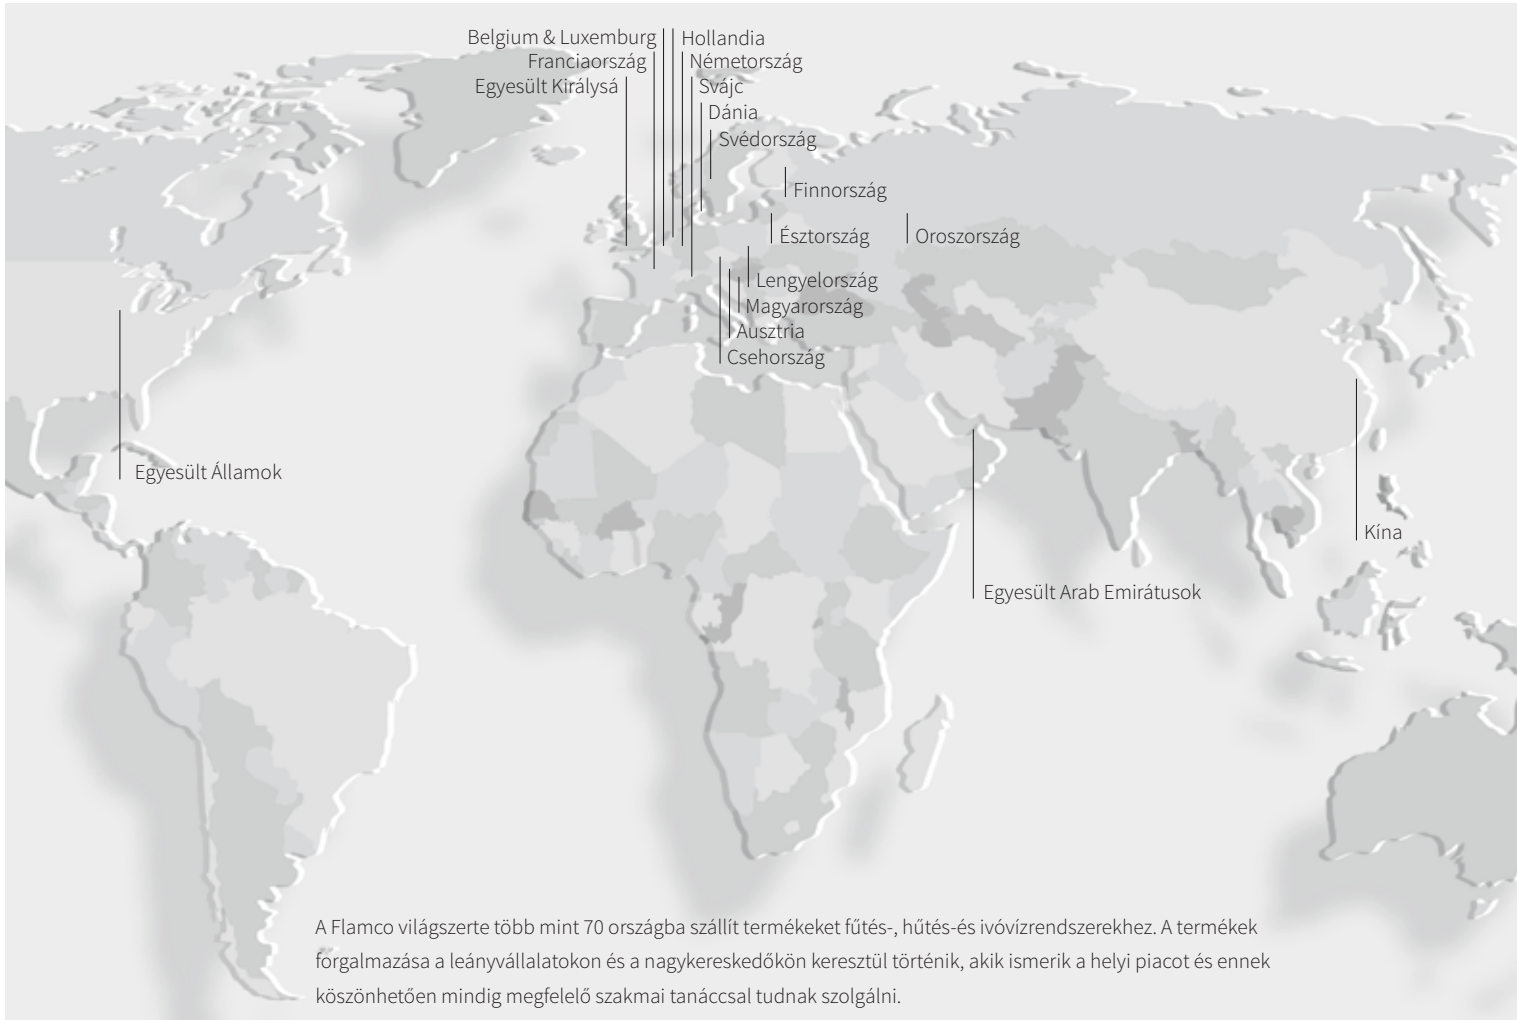 Belgium & Luxemburg
Hollandia
Franciaország
Németország
Egyesült Királysá
Svájc
Dánia
Svédország
Finnország
Észtország
Oroszország
Lengyelország
Magyarország
Ausztria
Csehország
Egyesült Államok
Kína
Egyesült Arab Emirátusok
A Flamco világszerte több mint 70 országba szállít termékeket fűtés-, hűtés-és ivóvízrendszerekhez. A termékek
forgalmazása a leányvállalatokon és a nagykereskedőkön keresztül történik, akik ismerik a helyi piacot és ennek
köszönhetően mindig megfelelő szakmai tanáccsal tudnak szolgálni.